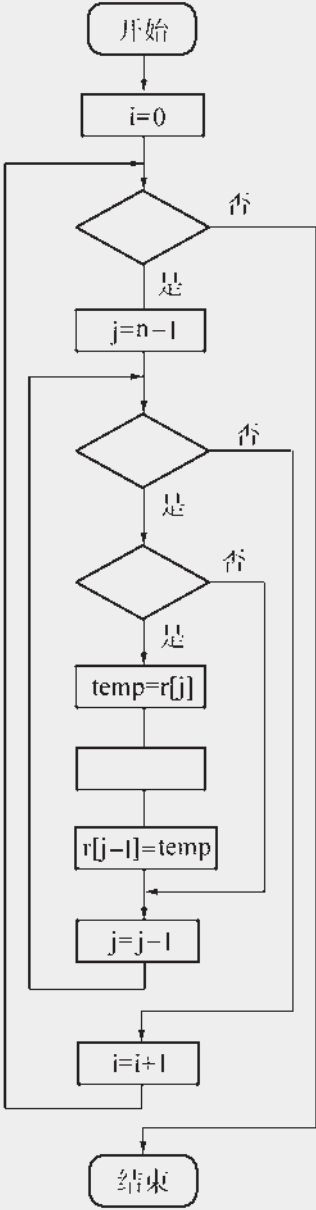 开始
i=0
否
是
j=n-1
否
是
否
是
temp=r[j]
r[j-1]=temp
j=j-1
i=i+1
结束